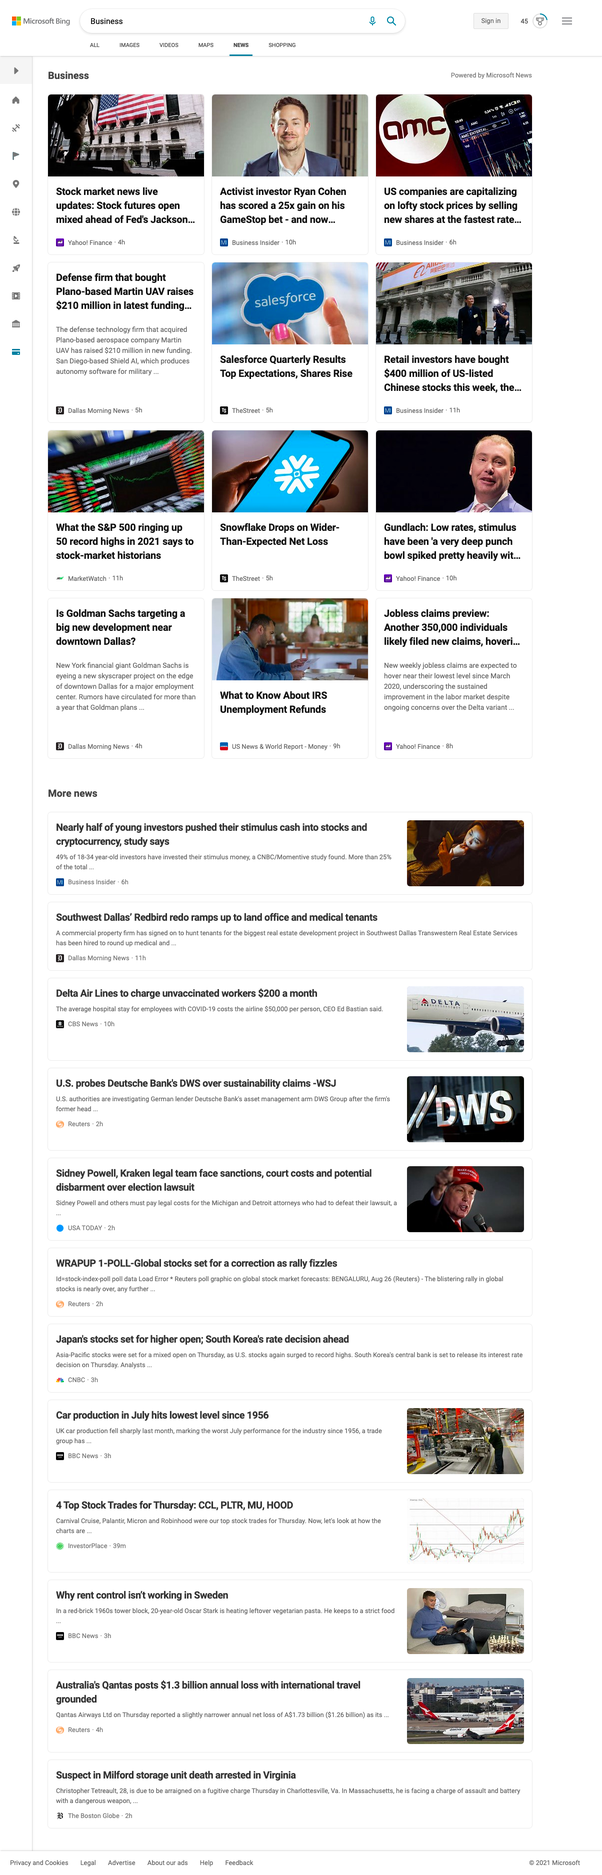 Microsoft Bing
Business
Sign in
45
ALL
IMAGES
VIDEOS
MAPS
NEWS
SHOPPING
Business
Powered by Microsoft News
Stock market news live
updates: Stock futures open
mixed ahead of Fed's Jackson...
Yahoo! Finance · 4h
Activist investor Ryan Cohen
has scored a 25x gain on his
GameStop bet - and now...
Business Insider · 10h
amc
US companies are capitalizing
on lofty stock prices by selling
new shares at the fastest rate...
Business Insider · 6h
Defense firm that bought
Plano-based Martin UAV raises
$210 million in latest funding...
The defense technology firm that acquired
Plano-based aerospace company Martin
UAV has raised $210 million in new funding.
San Diego-based Shield AI, which produces
autonomy software for military ...
Dallas Morning News · 5h
salesforce
Salesforce Quarterly Results
Top Expectations, Shares Rise
TheStreet · 5h
Retail investors have bought
$400 million of US-listed
Chinese stocks this week, the...
Business Insider · 11h
What the S&P 500 ringing up
50 record highs in 2021 says to
stock-market historians
MarketWatch · 11h
Snowflake Drops on Wider-
Than-Expected Net Loss
TheStreet · 5h
Gundlach: Low rates, stimulus
have been 'a very deep punch
bowl spiked pretty heavily wit...
Yahoo! Finance · 10h
Is Goldman Sachs targeting a
big new development near
downtown Dallas?
New York financial giant Goldman Sachs is
eyeing a new skyscraper project on the edge
of downtown Dallas for a major employment
center. Rumors have circulated for more than
a year that Goldman plans ...
Dallas Morning News · 4h
What to Know About IRS
Unemployment Refunds
US News & World Report - Money · 9h
Jobless claims preview:
Another 350,000 individuals
likely filed new claims, hoveri...
New weekly jobless claims are expected to
hover near their lowest level since March
2020, underscoring the sustained
improvement in the labor market despite
ongoing concerns over the Delta variant ...
Yahoo! Finance · 8h
More news
Nearly half of young investors pushed their stimulus cash into stocks and
cryptocurrency, study says
49% of 18-34 year-old investors have invested their stimulus money, a CNBC/Momentive study found. More than 25%
of the total ...
Business Insider · 6h
Southwest Dallas' Redbird redo ramps up to land office and medical tenants
A commercial property firm has signed on to hunt tenants for the biggest real estate development project in Southwest Dallas Transwestern Real Estate Services
has been hired to round up medical and ...
Dallas Morning News · 11h
Delta Air Lines to charge unvaccinated workers $200 a month
The average hospital stay for employees with COVID-19 costs the airline $50,000 per person, CEO Ed Bastian said.
CBS News · 10h
DELTA
U.S. probes Deutsche Bank's DWS over sustainability claims -WSJ
U.S. authorities are investigating German lender Deutsche Bank's asset management arm DWS Group after the firm's
former head ...
Reuters · 2h
DWS
Sidney Powell, Kraken legal team face sanctions, court costs and potential
disbarment over election lawsuit
Sidney Powell and others must pay legal costs for the Michigan and Detroit attorneys who had to defeat their lawsuit, a
...
USA TODAY · 2h
WRAPUP 1-POLL-Global stocks set for a correction as rally fizzles
Id=stock-index-poll poll data Load Error * Reuters poll graphic on global stock market forecasts: BENGALURU, Aug 26 (Reuters) - The blistering rally in global
stocks is nearly over, any further ...
Reuters · 2h
Japan's stocks set for higher open; South Korea's rate decision ahead
Asia-Pacific stocks were set for a mixed open on Thursday, as U.S. stocks again surged to record highs. South Korea's central bank is set to release its interest rate
decision on Thursday. Analysts ...
CNBC · 3h
Car production in July hits lowest level since 1956
UK car production fell sharply last month, marking the worst July performance for the industry since 1956, a trade
group has ...
BBC News · 3h
4 Top Stock Trades for Thursday: CCL, PLTR, MU, HOOD
Carnival Cruise, Palantir, Micron and Robinhood were our top stock trades for Thursday. Now, let's look at how the
charts are ...
InvestorPlace · 39m
Why rent control isn't working in Sweden
In a red-brick 1960s tower block, 20-year-old Oscar Stark is heating leftover vegetarian pasta. He keeps to a strict food
...
BBC News · 3h
Australia's Qantas posts $1.3 billion annual loss with international travel
grounded
Qantas Airways Ltd on Thursday reported a slightly narrower annual net loss of A$1.73 billion ($1.26 billion) as its ...
Reuters · 4h
Suspect in Milford storage unit death arrested in Virginia
Christopher Tetreault, 28, is due to be arraigned on a fugitive charge Thursday in Charlottesville, Va. In Massachusetts, he is facing a charge of assault and battery
with a dangerous weapon, ...
The Boston Globe · 2h
Privacy and Cookies
Legal
Advertise
About our ads
Help
Feedback
© 2021 Microsoft